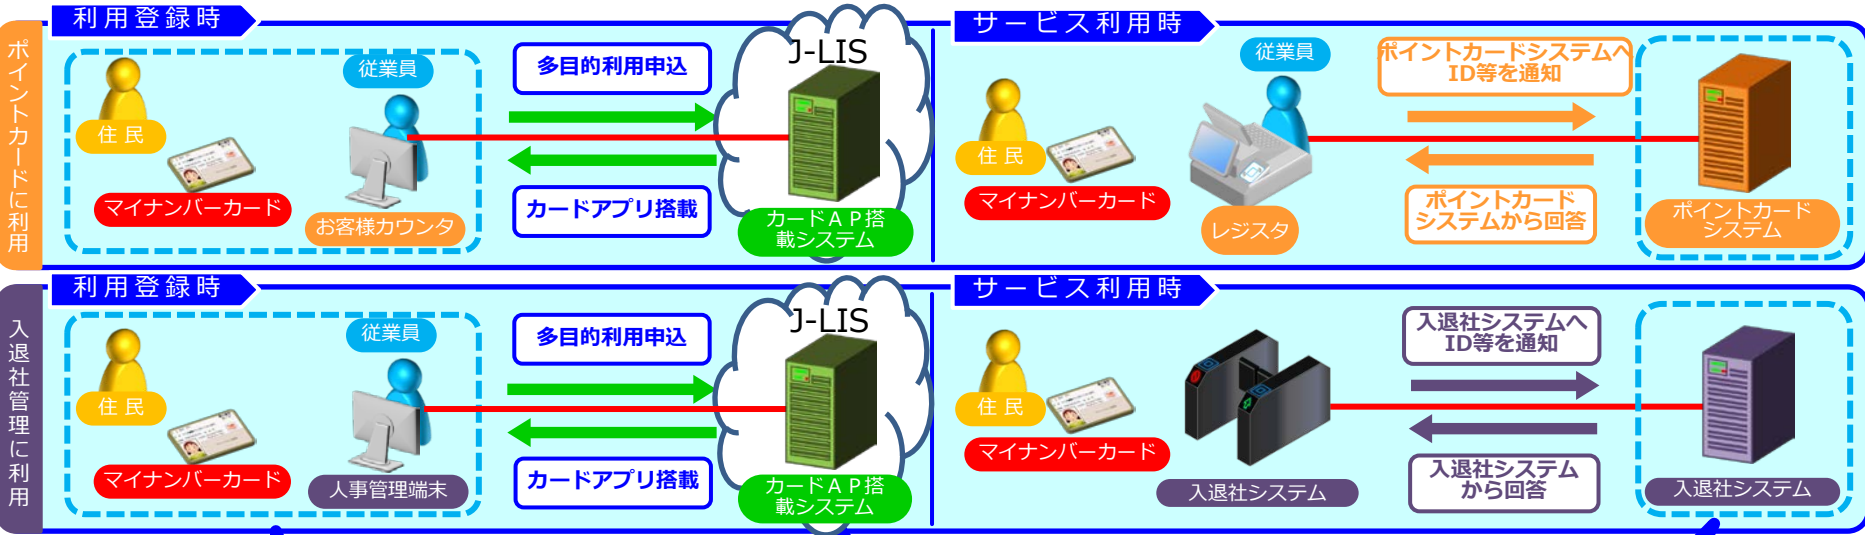 ポイントカードに利用
利用登録時
住民
マイナンバーカード
従業員
お客様カウンタ
多目的利用申込
カードアプリ搭載
J-LIS
カードＡＰ搭
載システム
サービス利用時
住民
マイナンバーカード
従業員
レジスタ
ポイントカードシステムへ
ID等を通知
ポイントカード
システムから回答
ポイントカード
システム
入退社管理に利用
利用登録時
住民
マイナンバーカード
従業員
人事管理端末
多目的利用申込
カードアプリ搭載
J-LIS
カードＡＰ搭
載システム
サービス利用時
住民
マイナンバーカード
入退社システム
入退社システムへ
ID等を通知
入退社システム
から回答
入退社システム